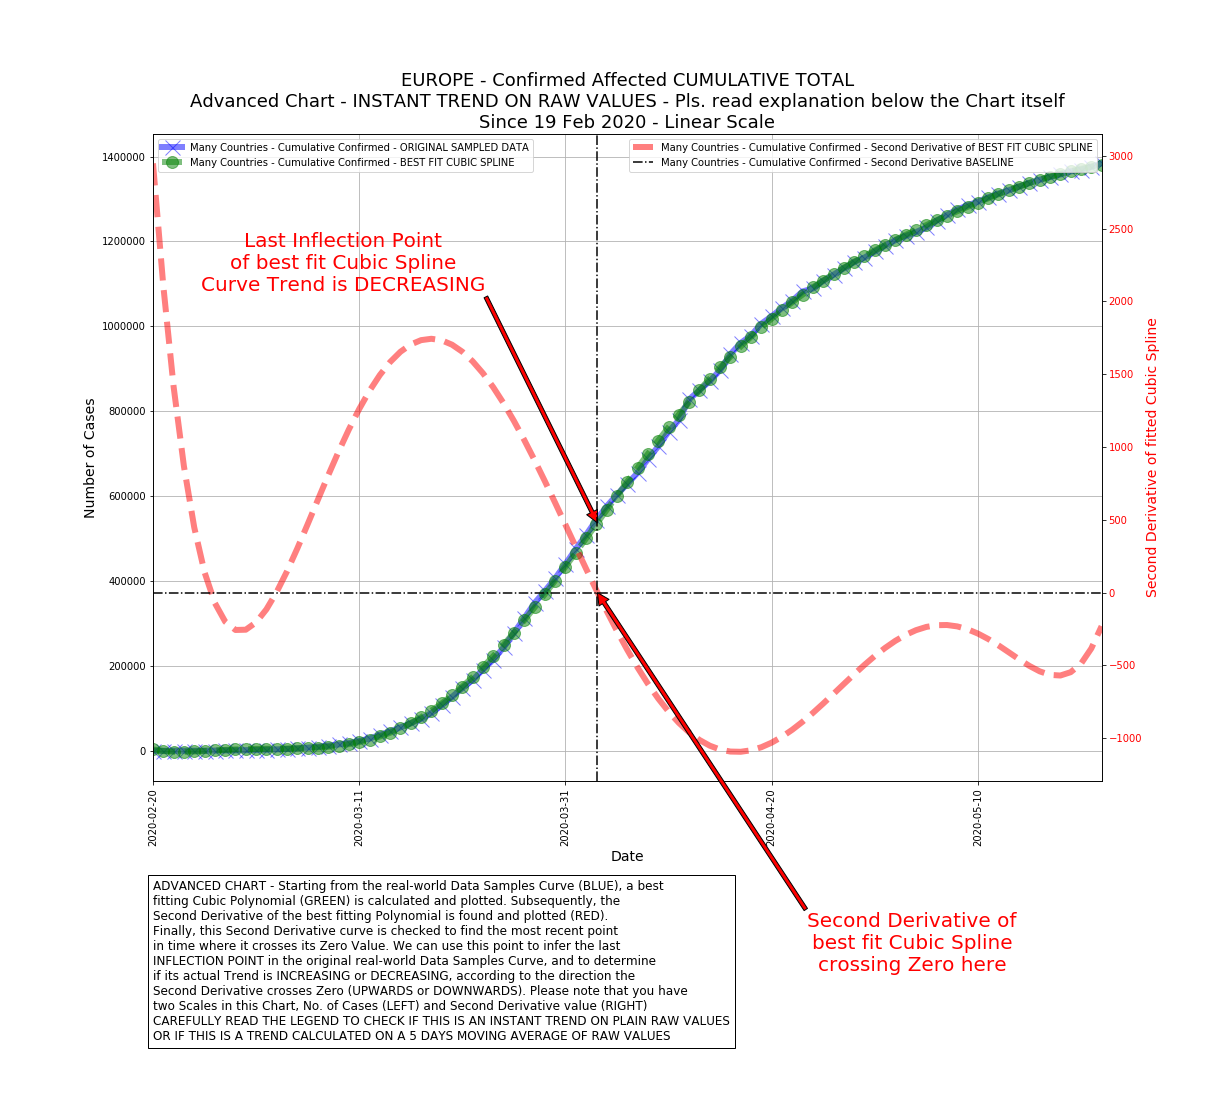 EUROPE - Confirmed Affected CUMULATIVE TOTAL
Advanced Chart - INSTANT TREND ON RAW VALUES - Pls. read explanation below the Chart itself
Since 19 Feb 2020 - Linear Scale
Many Countries - Cumulative Confirmed - ORIGINAL SAMPLED DATA
Many Countries - Cumulative Confirmed - BEST FIT CUBIC SPLINE
Many Countries - Cumulative Confirmed - Second Derivative of BEST FIT CUBIC SPLINE
Many Countries - Cumulative Confirmed - Second Derivative BASELINE
Last Inflection Point
of best fit Cubic Spline
Curve Trend is DECREASING
Number of Cases
1400000
1200000
1000000
800000
600000
400000
200000
0
3000
2500
2000
1500
1000
500
0
−500
−1000
Second Derivative of fitted Cubic Spline
2020-02-20
2020-03-11
2020-03-31
2020-04-20
2020-05-10
Date
ADVANCED CHART - Starting from the real-world Data Samples Curve (BLUE), a best
fitting Cubic Polynomial (GREEN) is calculated and plotted. Subsequently, the
Second Derivative of the best fitting Polynomial is found and plotted (RED).
Finally, this Second Derivative curve is checked to find the most recent point
in time where it crosses its Zero Value. We can use this point to infer the last
INFLECTION POINT in the original real-world Data Samples Curve, and to determine
if its actual Trend is INCREASING or DECREASING, according to the direction the
Second Derivative crosses Zero (UPWARDS or DOWNWARDS). Please note that you have
two Scales in this Chart, No. of Cases (LEFT) and Second Derivative value (RIGHT)
CAREFULLY READ THE LEGEND TO CHECK IF THIS IS AN INSTANT TREND ON PLAIN RAW VALUES
OR IF THIS IS A TREND CALCULATED ON A 5 DAYS MOVING AVERAGE OF RAW VALUES
Second Derivative of
best fit Cubic Spline
crossing Zero here